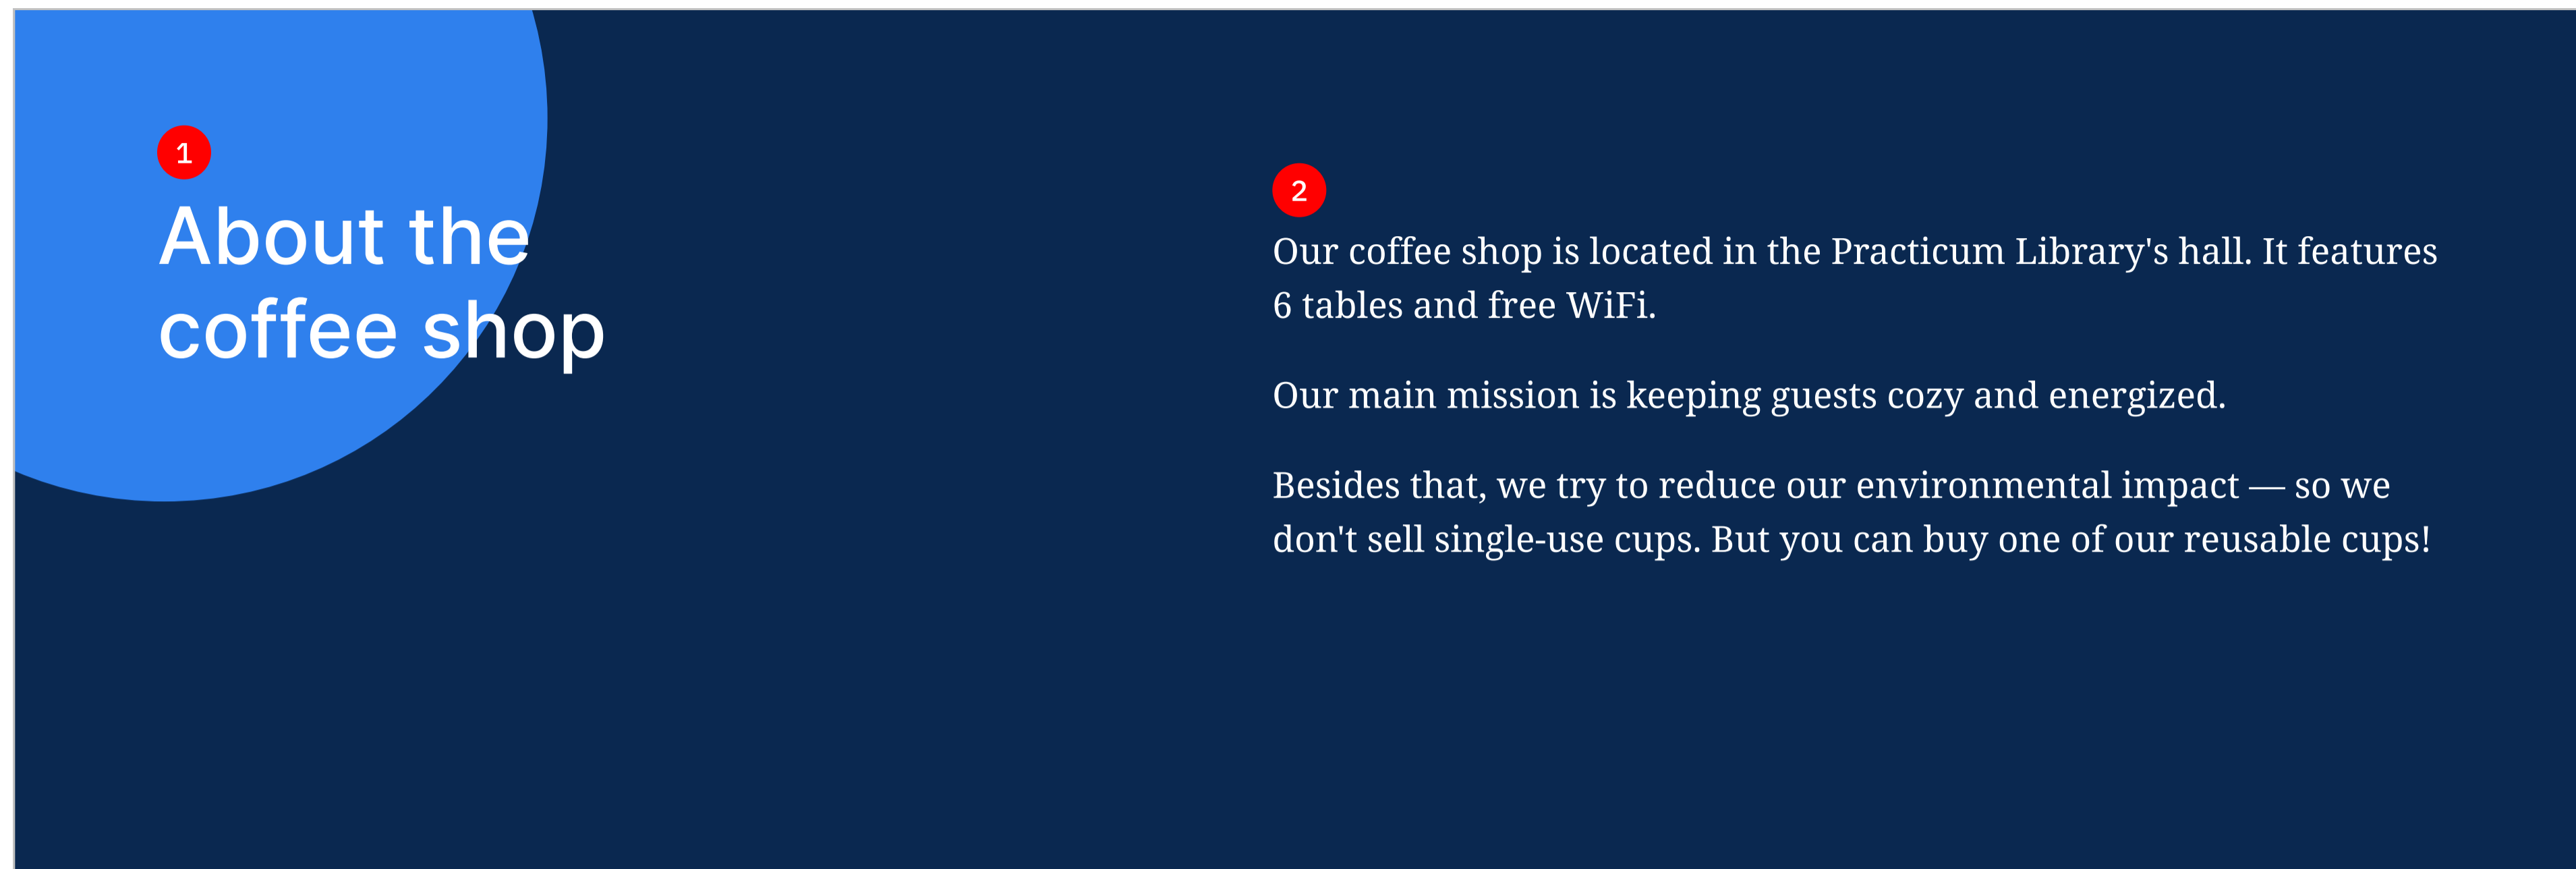 1
About the
coffee shop
2
Our coffee shop is located in the Practicum Library's hall. It features
6 tables and free WiFi.
Our main mission is keeping guests cozy and energized.
Besides that, we try to reduce our environmental impact — so we
don't sell single-use cups. But you can buy one of our reusable cups!